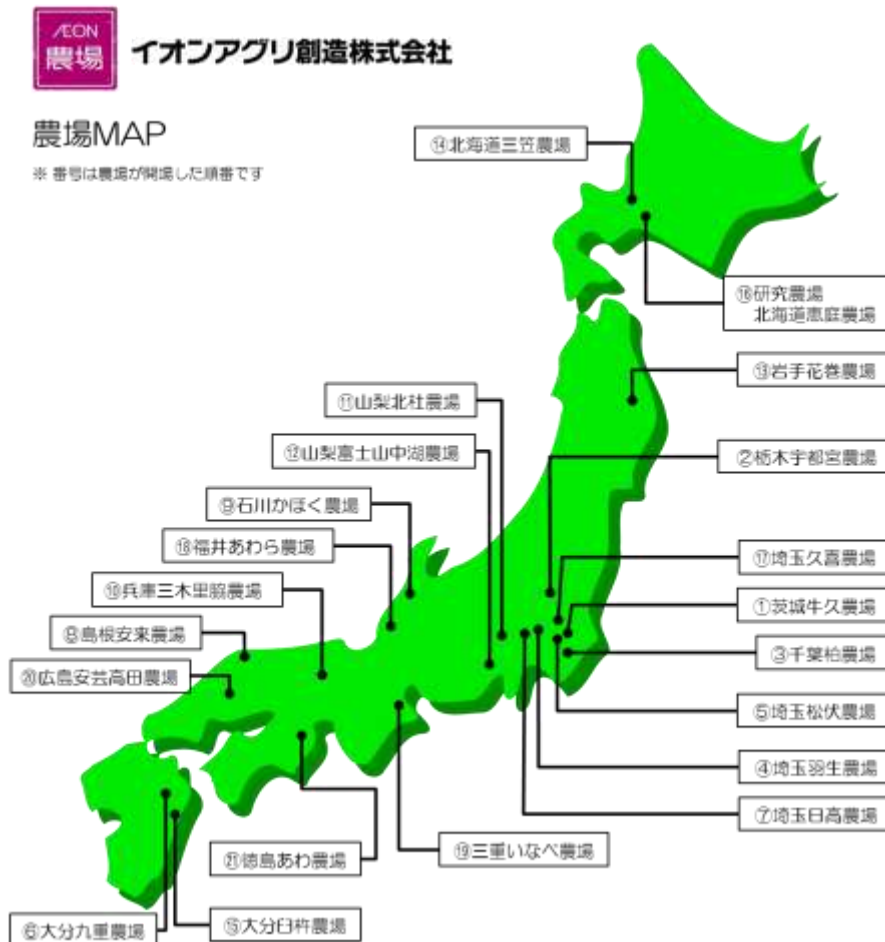 ÆON
農場
イオンアグリ創造株式会社
農場MAP
※ 番号は農場が開場した順番です
⑭北海道三笠農場
⑯研究農場
北海道恵庭農場
⑬岩手花巻農場
⑪山梨北杜農場
⑫山梨富士山中湖農場
②栃木宇都宮農場
⑨石川かほく農場
⑱福井あわら農場
⑰埼玉久喜農場
⑩兵庫三木里脇農場
①茨城牛久農場
⑧島根安来農場
③千葉柏農場
⑳広島安芸高田農場
⑤埼玉松伏農場
④埼玉羽生農場
⑦埼玉日高農場
㉑徳島あわ農場
⑲三重いなべ農場
⑥大分九重農場
⑮大分臼杵農場